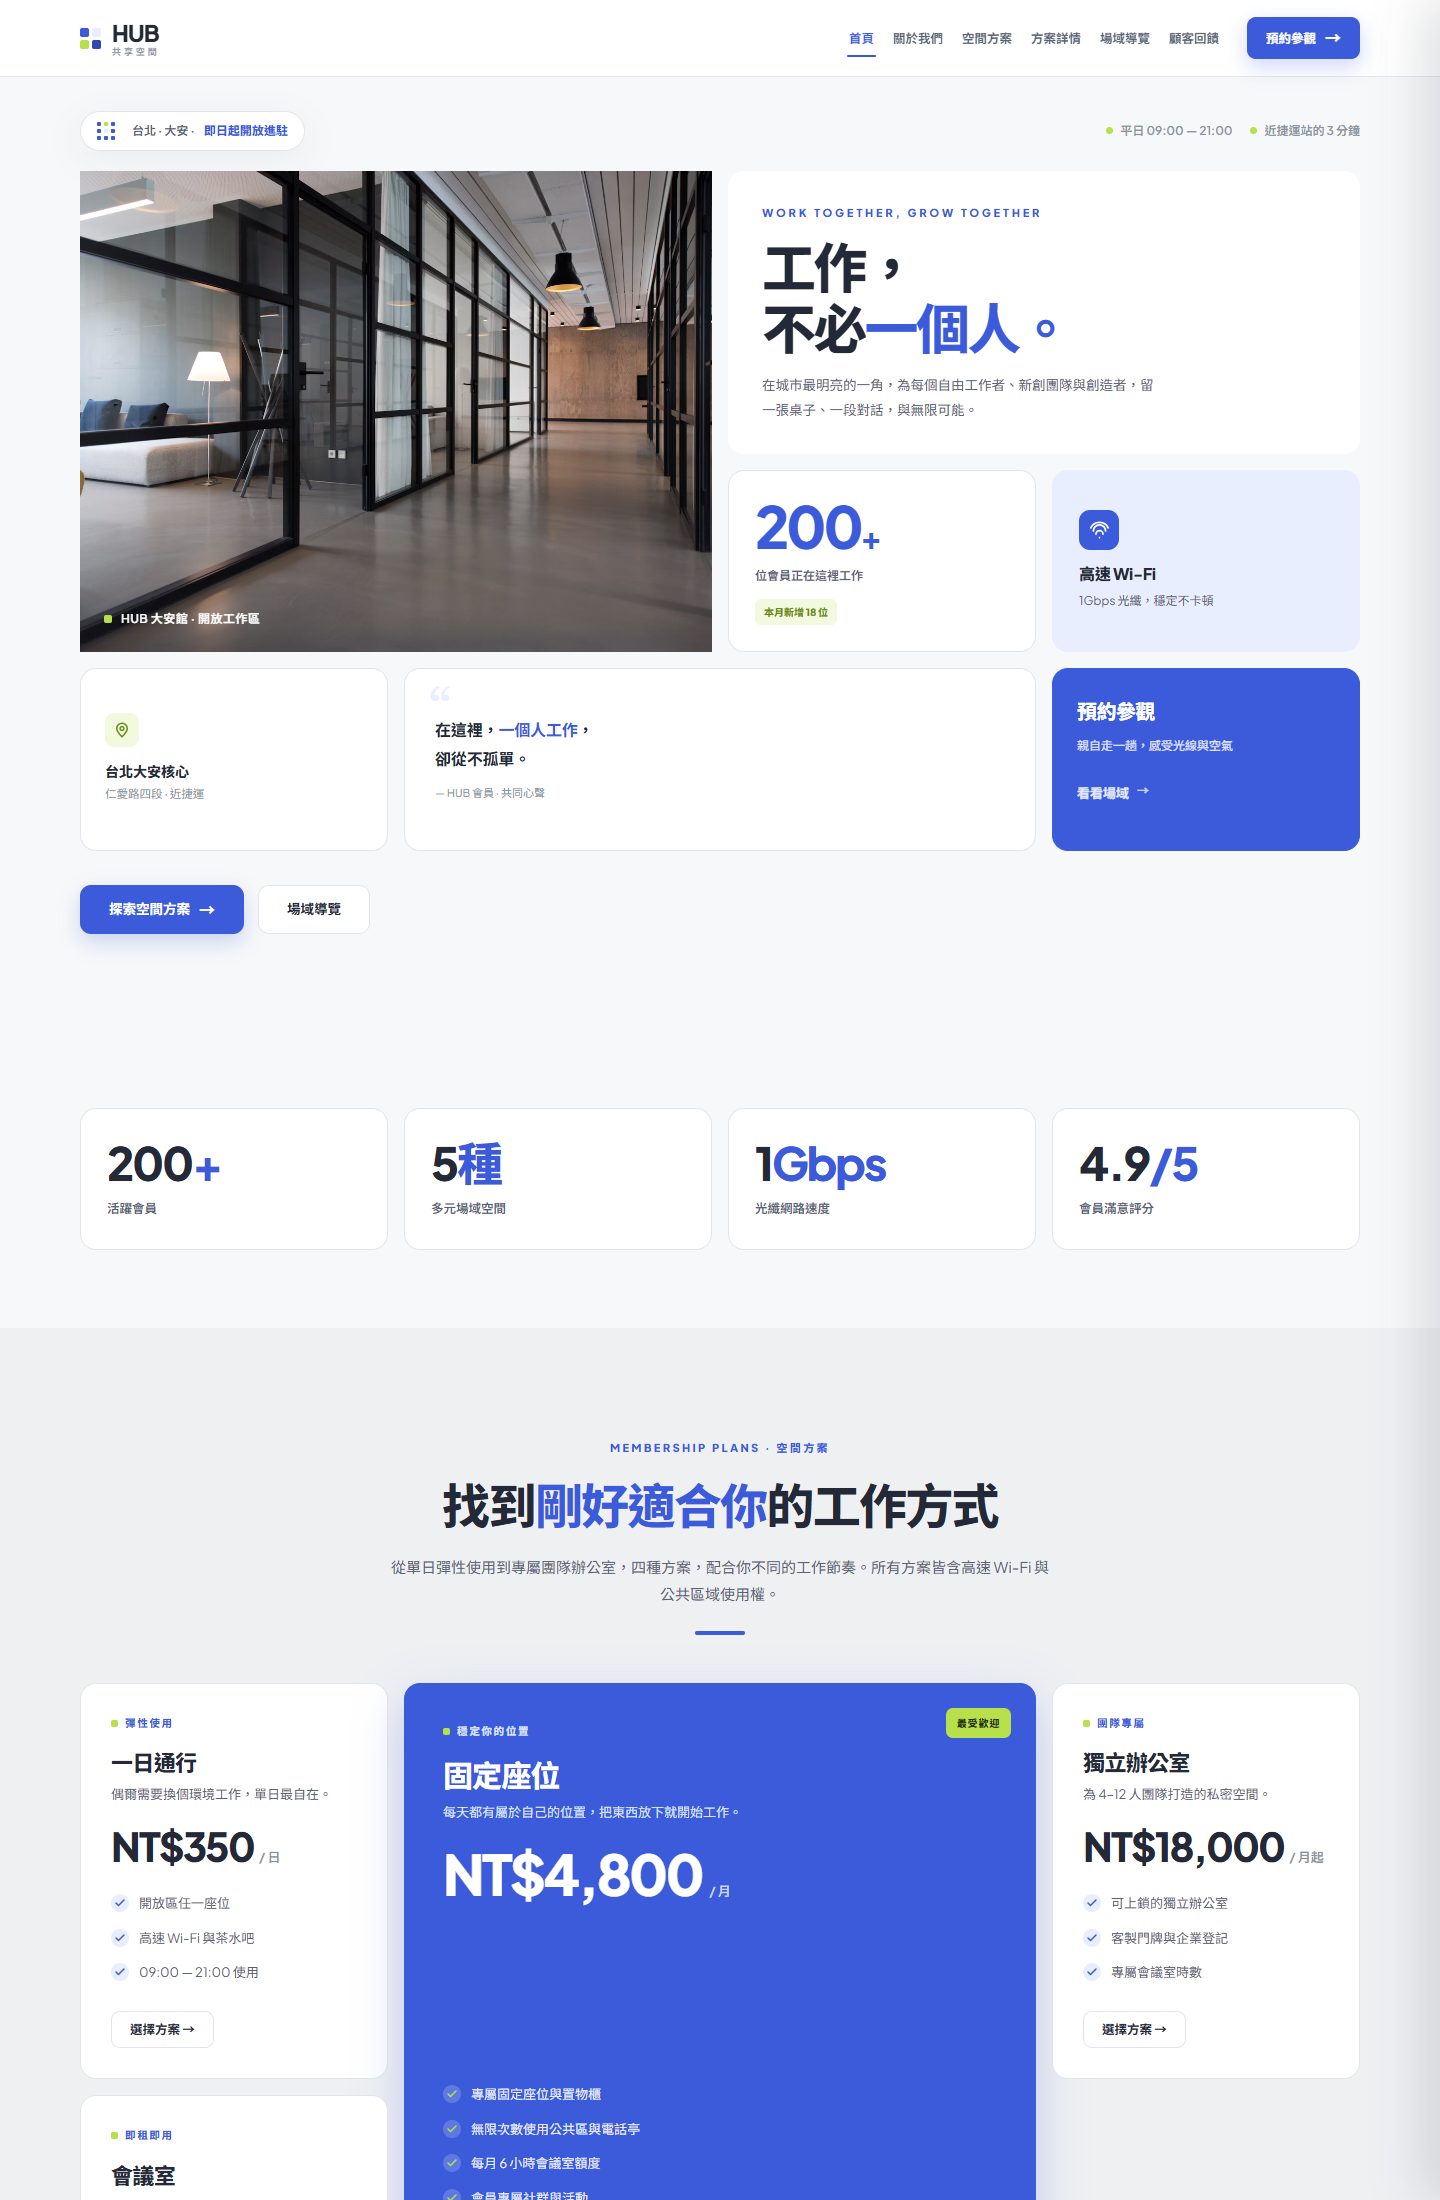 HUB
共享空間
首頁
關於我們
空間方案
方案詳情
場域導覽
顧客回饋
預約參觀 →
台北 · 大安 · 即日起開放進駐
平日 09:00 — 21:00
近捷運站的 3 分鐘
HUB 大安館 · 開放工作區
WORK TOGETHER, GROW TOGETHER
工作，
不必一個人。
在城市最明亮的一角，為每個自由工作者、新創團隊與創造者，留
一張桌子、一段對話，與無限可能。
200+
位會員正在這裡工作
本月新增 18 位
高速 Wi-Fi
1Gbps 光纖，穩定不卡頓
台北大安核心
仁愛路四段 · 近捷運
“
在這裡，一個人工作，
卻從不孤單。
— HUB 會員 · 共同心聲
預約參觀
親自走一趟，感受光線與空氣
看看場域 →
探索空間方案 →
場域導覽
200+
活躍會員
5種
多元場域空間
1Gbps
光纖網路速度
4.9/5
會員滿意評分
MEMBERSHIP PLANS · 空間方案
找到剛好適合你的工作方式
從單日彈性使用到專屬團隊辦公室，四種方案，配合你不同的工作節奏。所有方案皆含高速 Wi-Fi 與
公共區域使用權。
彈性使用
一日通行
偶爾需要換個環境工作，單日最自在。
NT$350 / 日
開放區任一座位
高速 Wi-Fi 與茶水吧
09:00 — 21:00 使用
選擇方案 →
最受歡迎
穩定你的位置
固定座位
每天都有屬於自己的位置，把東西放下就開始工作。
NT$4,800 / 月
專屬固定座位與置物櫃
無限次數使用公共區與電話亭
每月 6 小時會議室額度
會員專屬社群與活動
團隊專屬
獨立辦公室
為 4–12 人團隊打造的私密空間。
NT$18,000 / 月起
可上鎖的獨立辦公室
客製門牌與企業登記
專屬會議室時數
選擇方案 →
即租即用
會議室